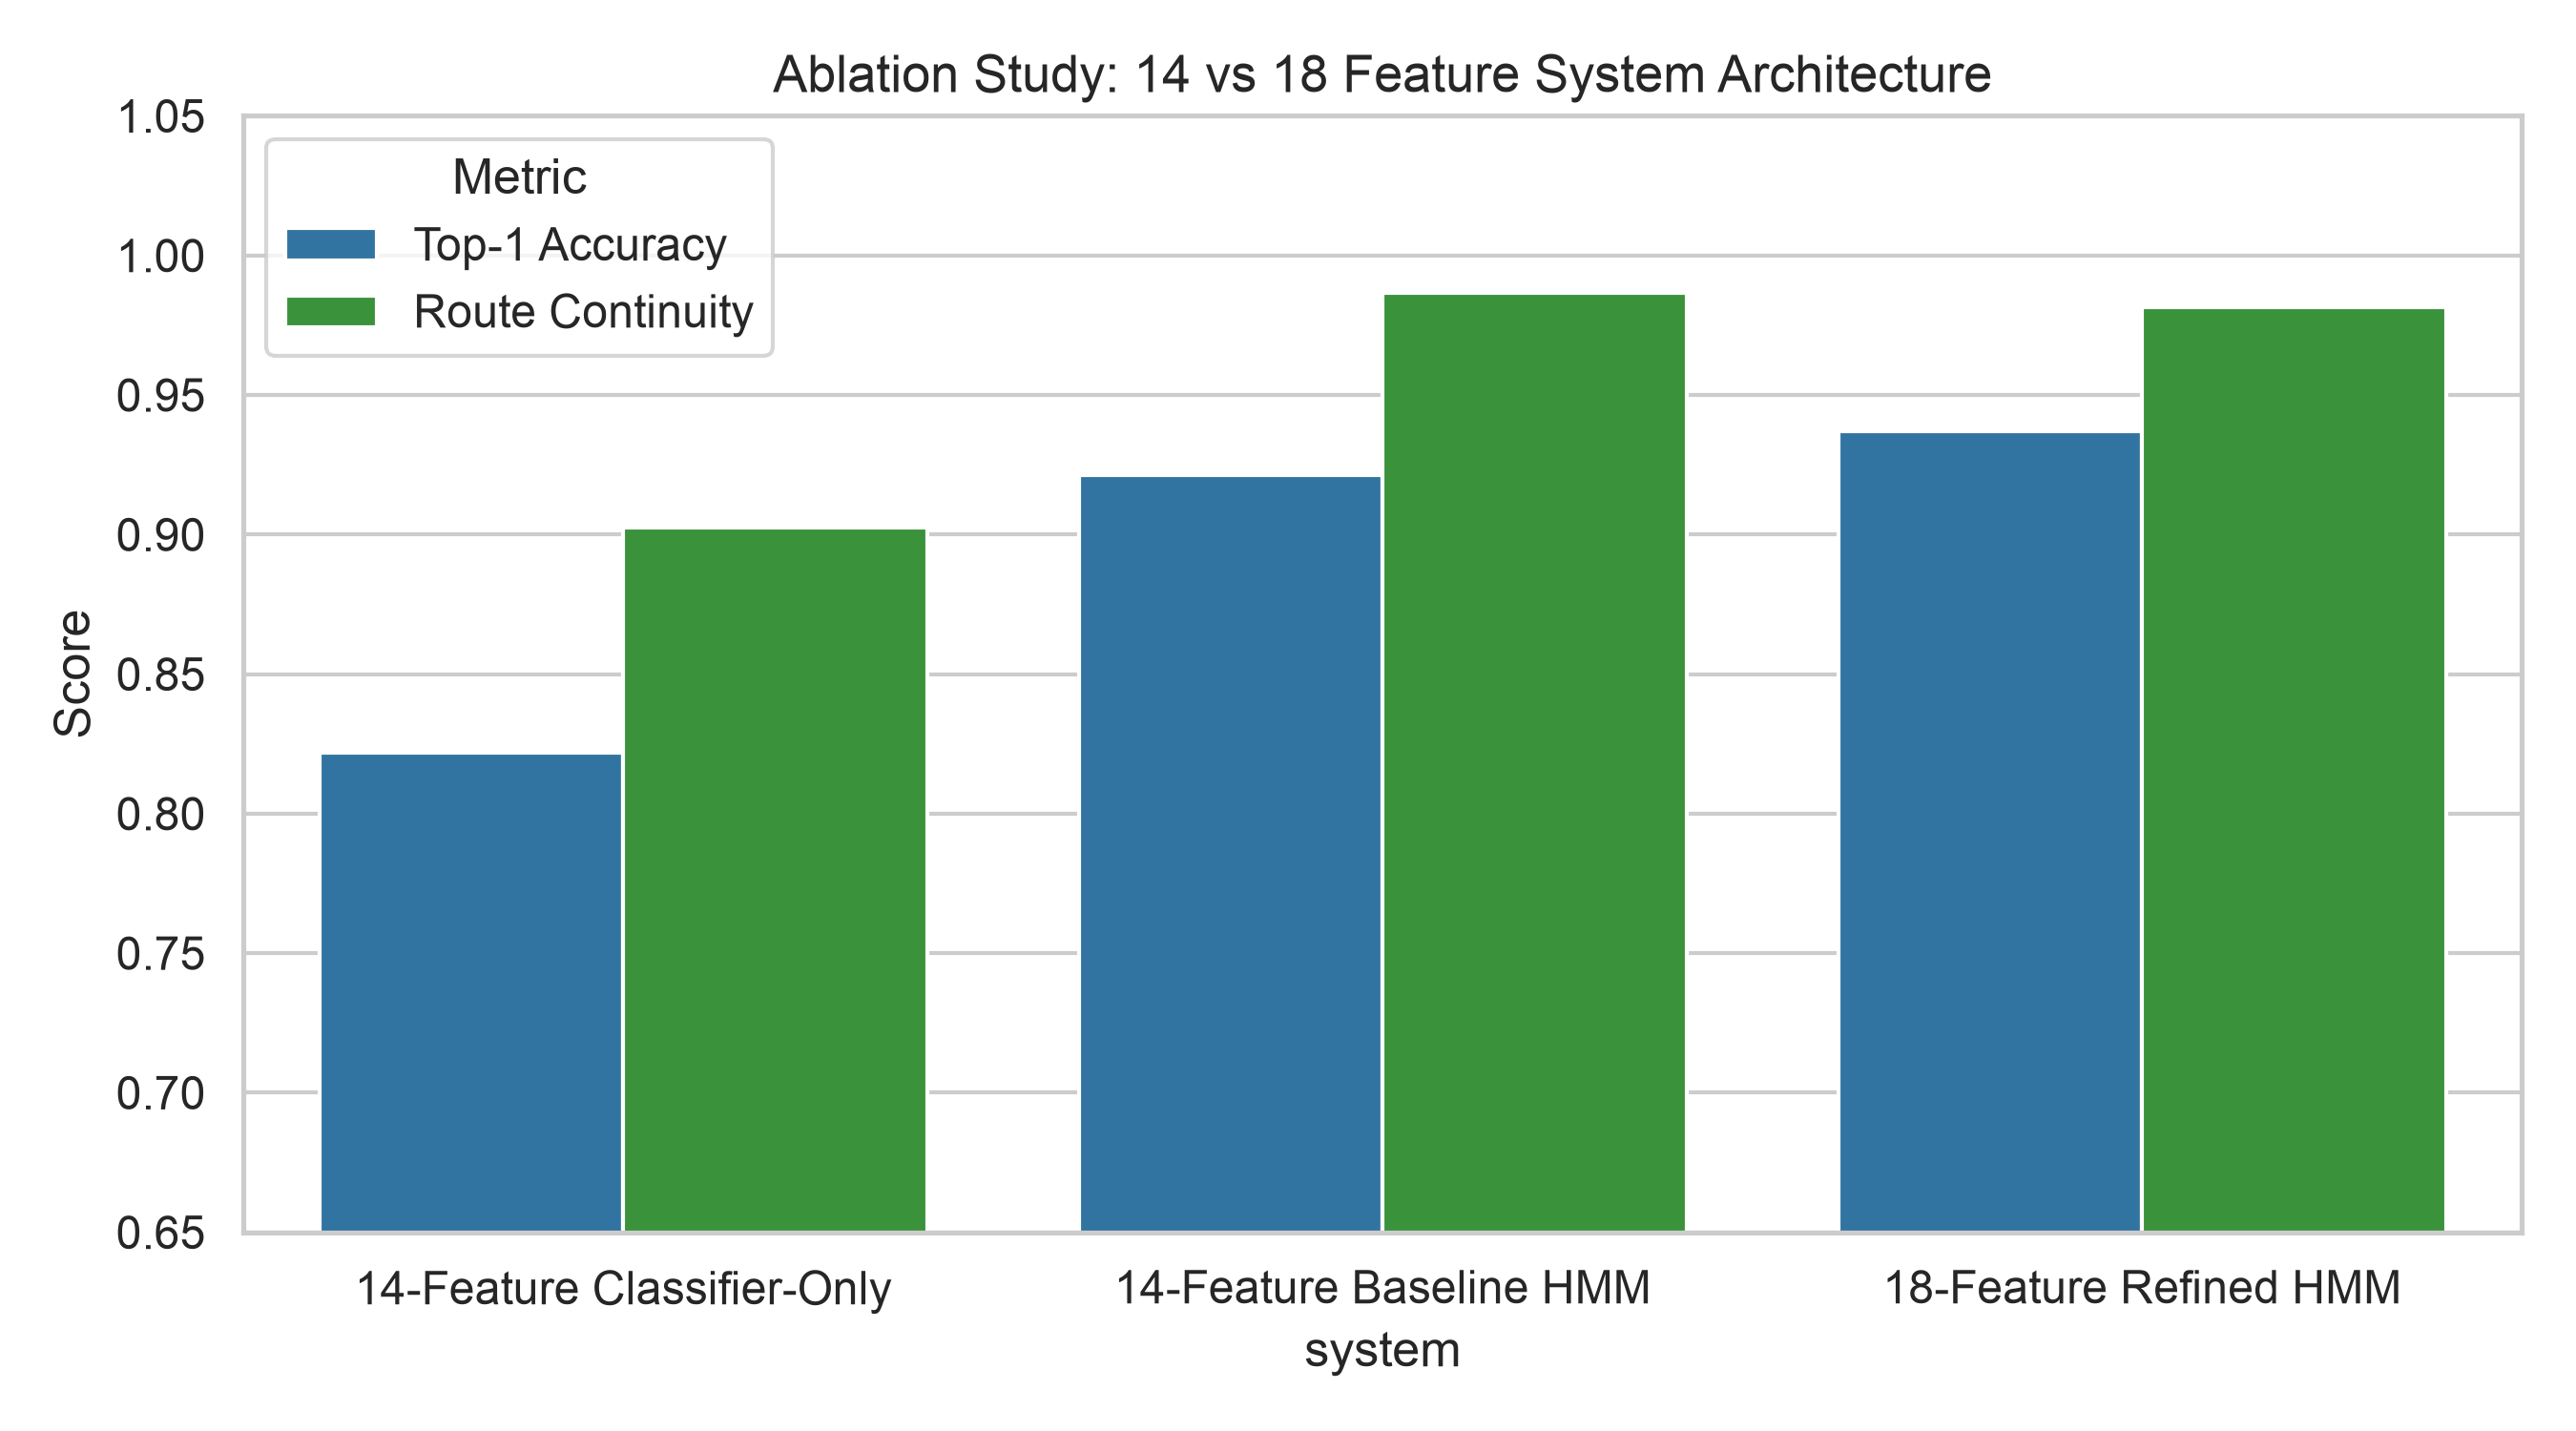 Ablation Study: 14 vs 18 Feature System Architecture
Metric
Top-1 Accuracy
Route Continuity
1.05
1.00
0.95
0.90
0.85
0.80
0.75
0.70
0.65
Score
14-Feature Classifier-Only
14-Feature Baseline HMM
18-Feature Refined HMM
system